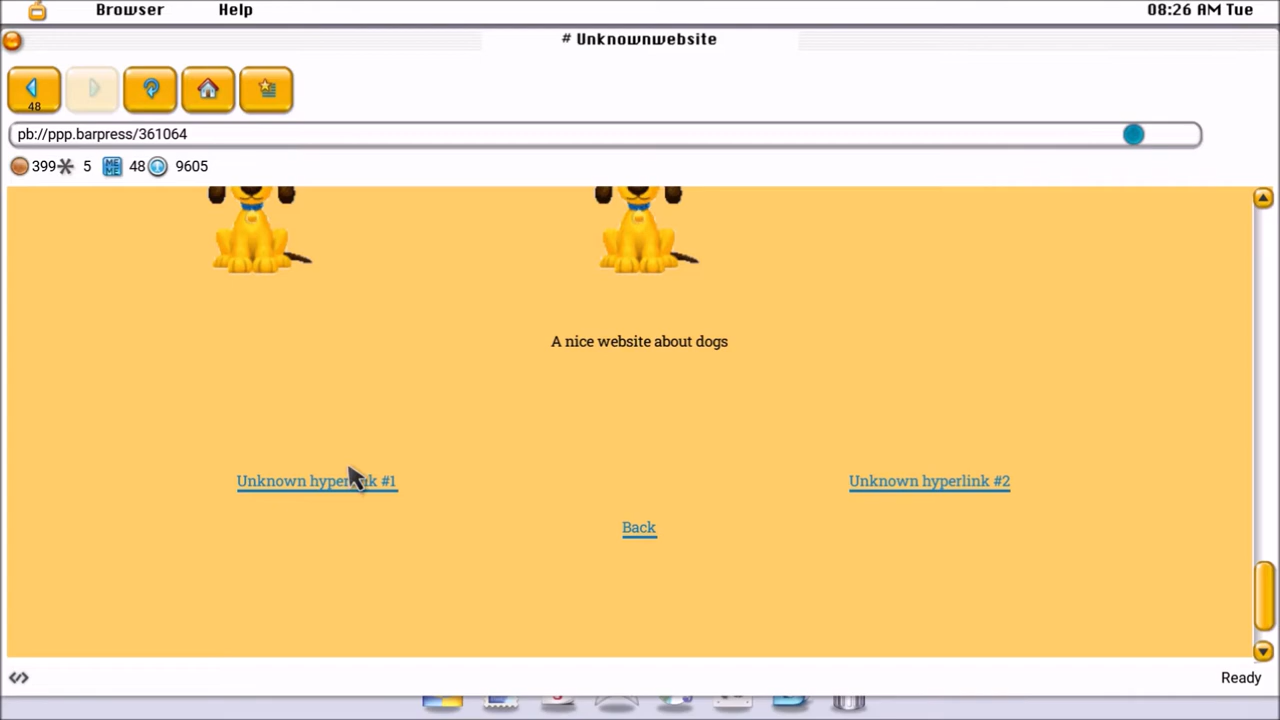 Browser Help 08:26 AM Tue
# Unknownwebsite
48
pb://ppp.barpress/361064
399 5 MEME 48 9605
A nice website about dogs
Unknown hyperlink #1 Unknown hyperlink #2
Back
Ready